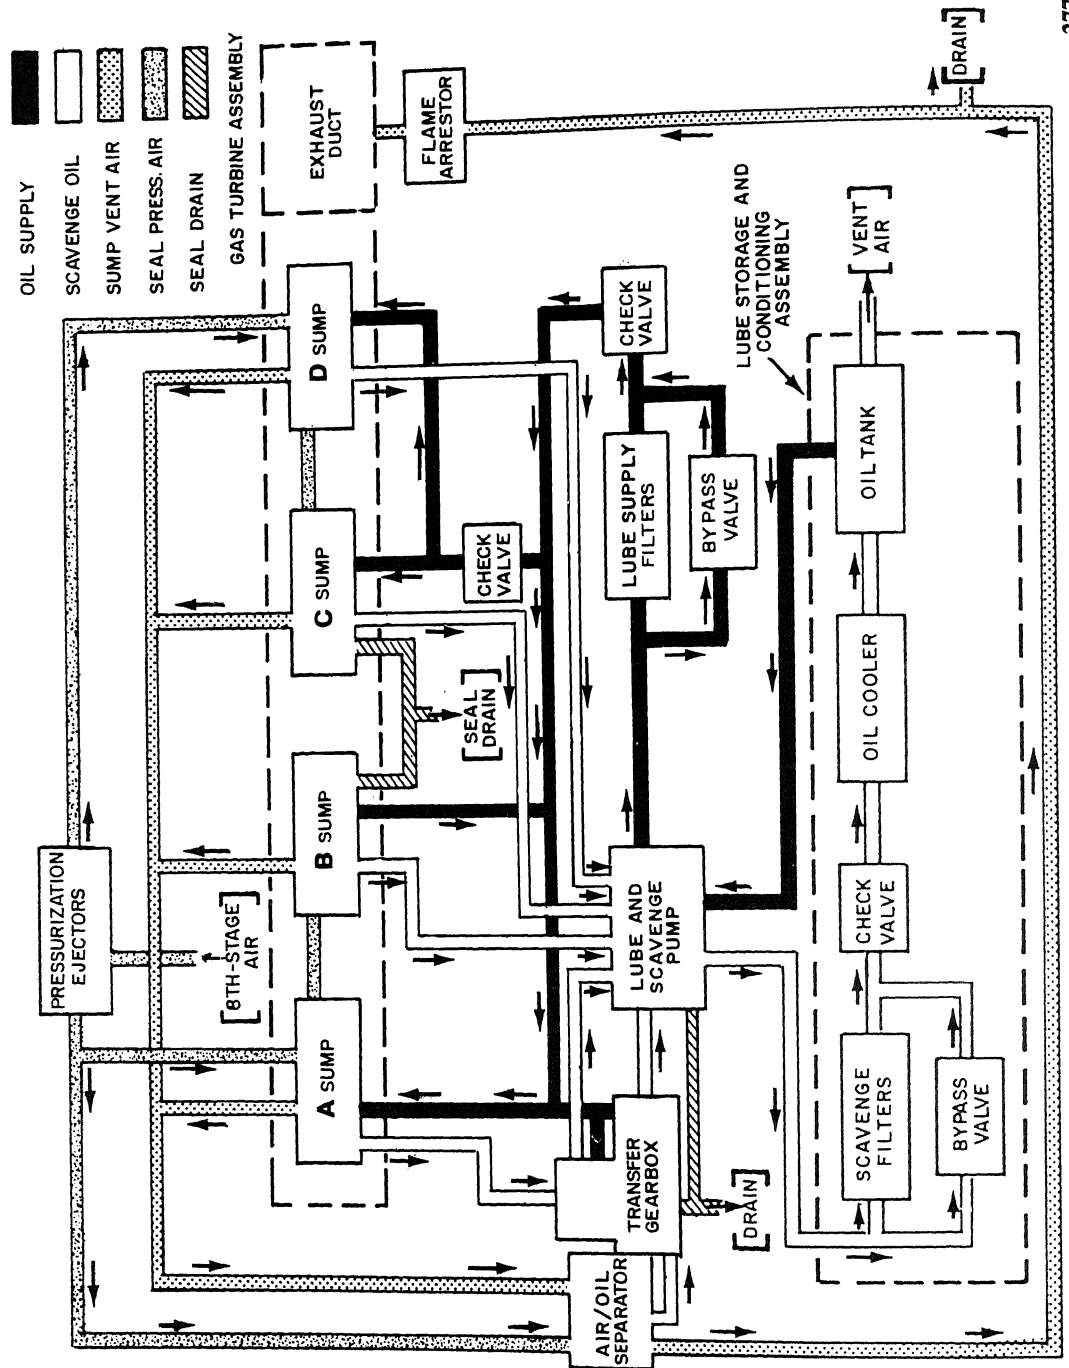 OIL SUPPLY
SCAVENGE OIL
SUMP VENT AIR
SEAL PRESS. AIR
SEAL DRAIN
GAS TURBINE ASSEMBLY
EXHAUST
DUCT
FLAME
ARRESTOR
[DRAIN]
PRESSURIZATION
EJECTORS
[8TH-STAGE
AIR]
A SUMP
B SUMP
C SUMP
D SUMP
[SEAL
DRAIN]
CHECK
VALVE
CHECK
VALVE
LUBE SUPPLY
FILTERS
BYPASS
VALVE
LUBE AND
SCAVENGE
PUMP
TRANSFER
GEARBOX
AIR/OIL
SEPARATOR
[DRAIN]
LUBE STORAGE AND
CONDITIONING
ASSEMBLY
[VENT
AIR]
OIL TANK
OIL COOLER
CHECK
VALVE
SCAVENGE
FILTERS
BYPASS
VALVE